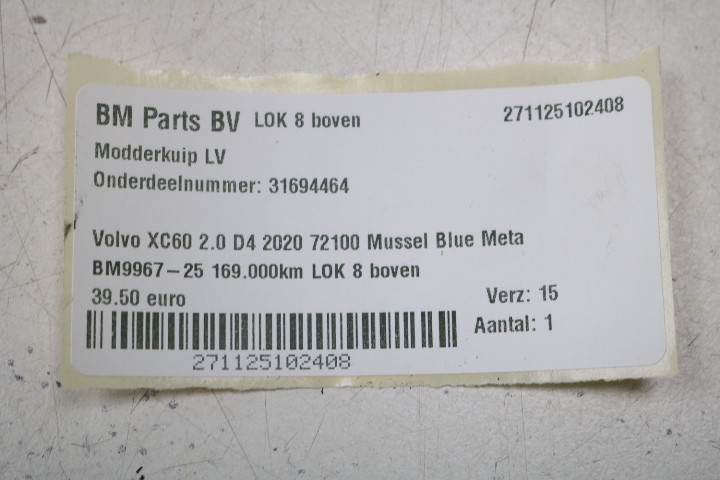 BM Parts BV LOK 8 boven 271125102408
Modderkuip LV
Onderdeelnummer: 31694464
Volvo XC60 2.0 D4 2020 72100 Mussel Blue Meta
BM9967-25 169.000km LOK 8 boven
39.50 euro Verz: 15
Aantal: 1
271125102408